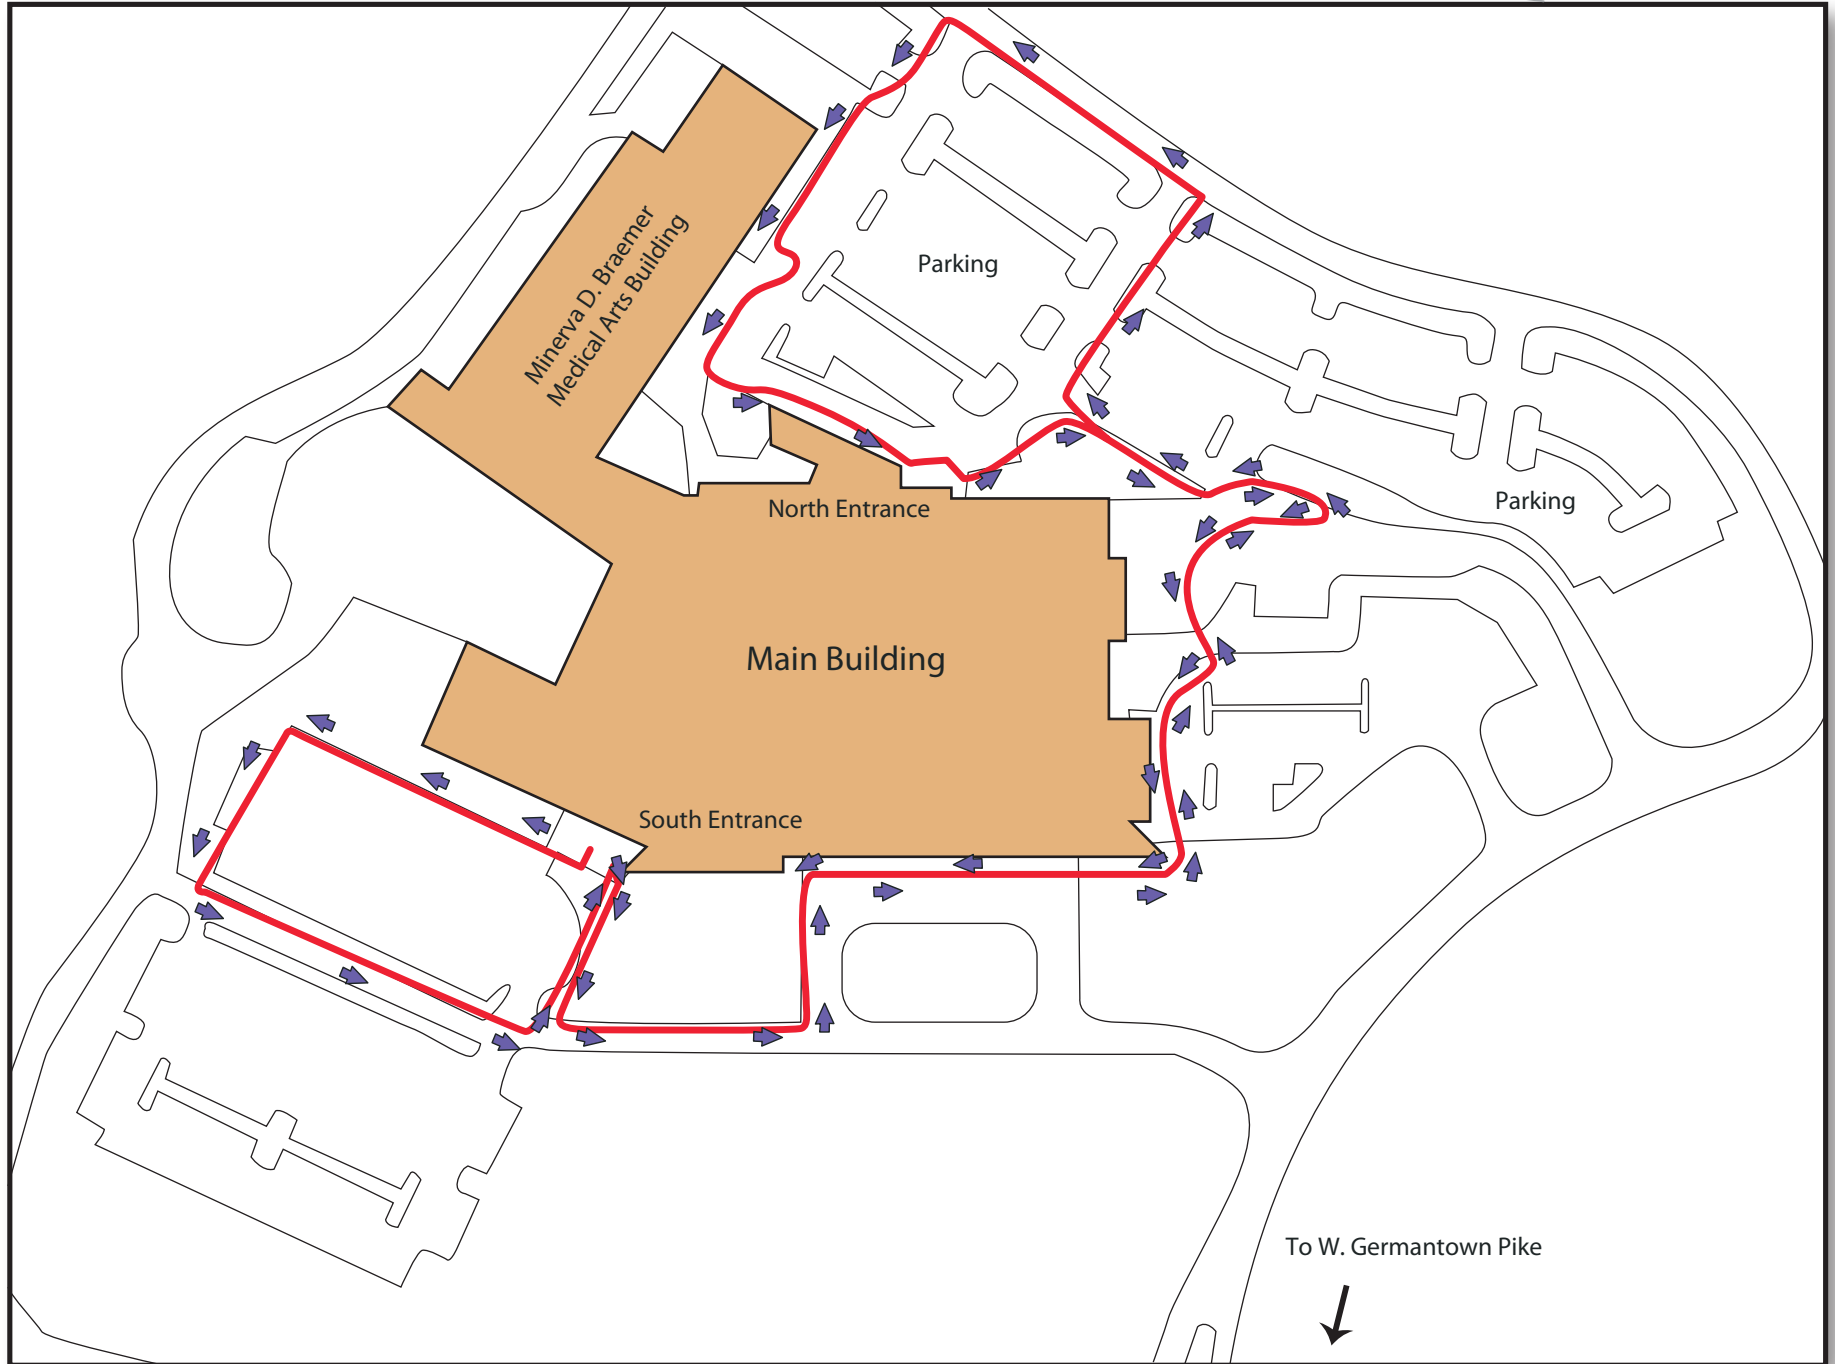 Minerva D. Braemer
Medical Arts Building
Parking
Parking
North Entrance
Main Building
South Entrance
To W. Germantown Pike